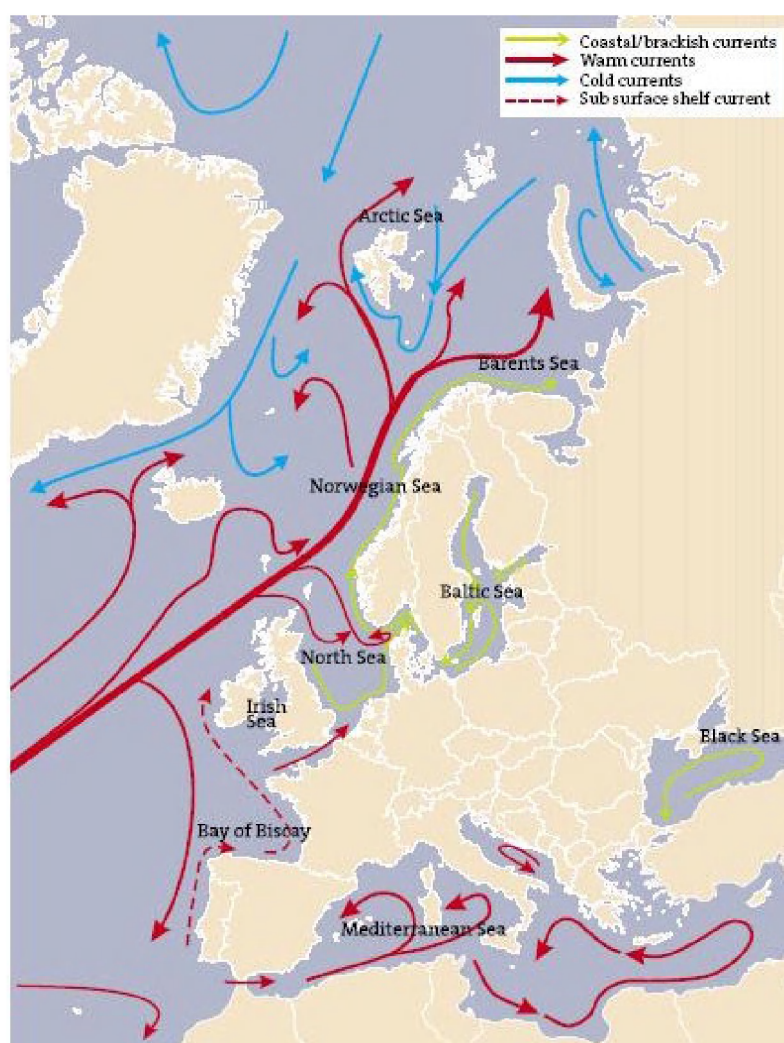 Coastal/brackish currents
Warm currents
Cold currents
Sub surface shelf current
Arctic Sea
Barents Sea
Norwegian Sea
Baltic Sea
North Sea
Irish
Sea
Black Sea
Bay of Biscay
Mediterranean Sea